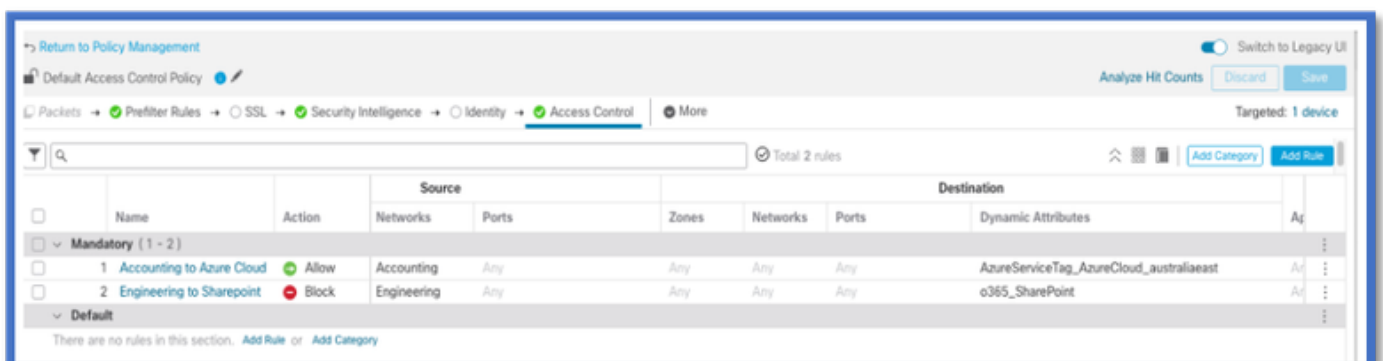 Return to Policy Management Switch to Legacy UI
Default Access Control Policy Analyze Hit Counts Discard Save
Packets → Prefilter Rules → SSL → Security Intelligence → Identity → Access Control More Targeted: 1 device
Total 2 rules Add Category Add Rule
Source Destination
Name Action Networks Ports Zones Networks Ports Dynamic Attributes Ap
Mandatory (1 - 2)
1 Accounting to Azure Cloud Allow Accounting Any Any Any Any AzureServiceTag_AzureCloud_australiaeast
2 Engineering to Sharepoint Block Engineering Any Any Any Any o365_SharePoint
Default
There are no rules in this section. Add Rule or Add Category